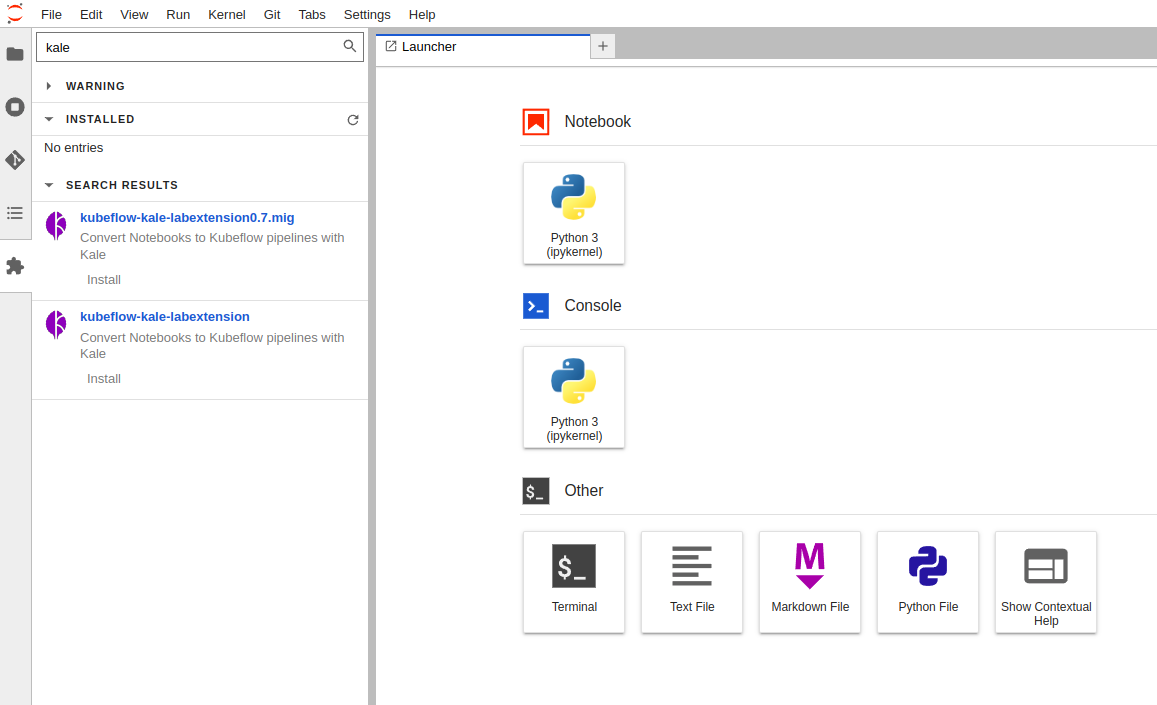 File Edit View Run Kernel Git Tabs Settings Help
kale
WARNING
INSTALLED
No entries
SEARCH RESULTS
kubeflow-kale-labextension0.7.mig
Convert Notebooks to Kubeflow pipelines with
Kale
Install
kubeflow-kale-labextension
Convert Notebooks to Kubeflow pipelines with
Kale
Install
Launcher
Notebook
Python 3
(ipykernel)
Console
Python 3
(ipykernel)
$_ Other
$_
Terminal
Text File
M
Markdown File
Python File
Show Contextual
Help